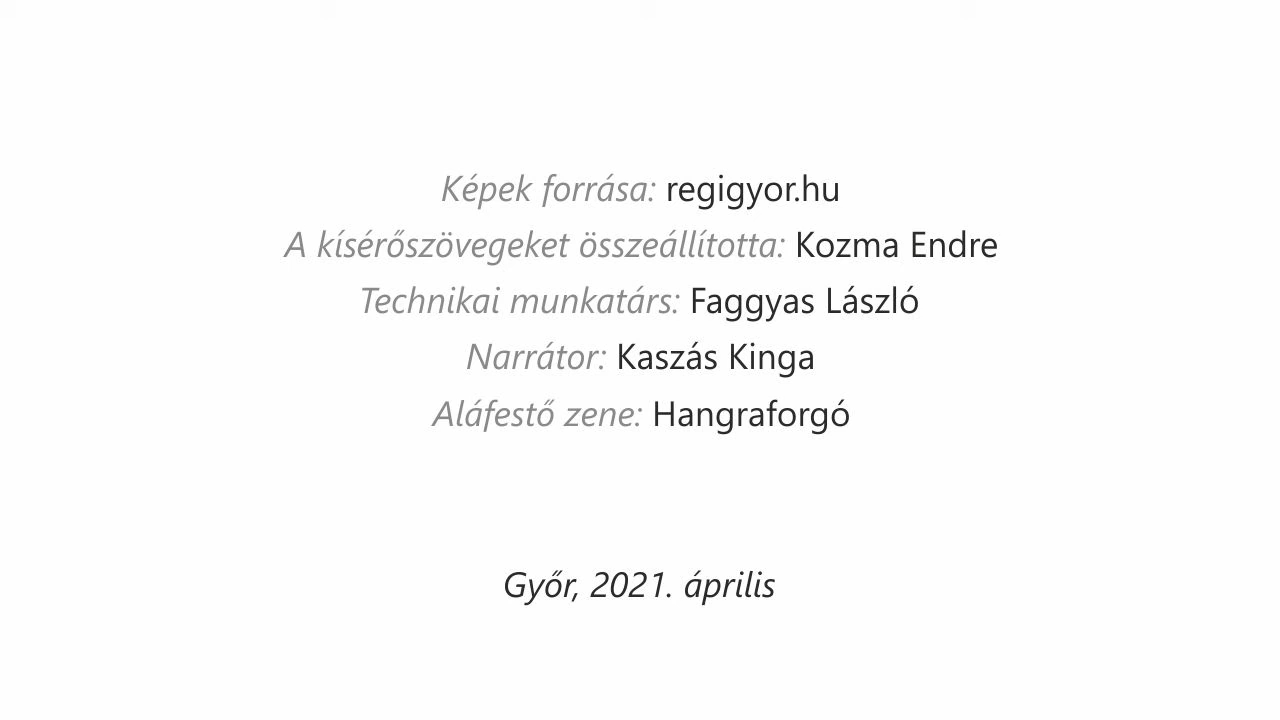 Képek forrása: regigyor.hu
A kísérőszövegeket összeállította: Kozma Endre
Technikai munkatárs: Faggyas László
Narrátor: Kaszás Kinga
Aláfestő zene: Hangraforgó
Győr, 2021. április